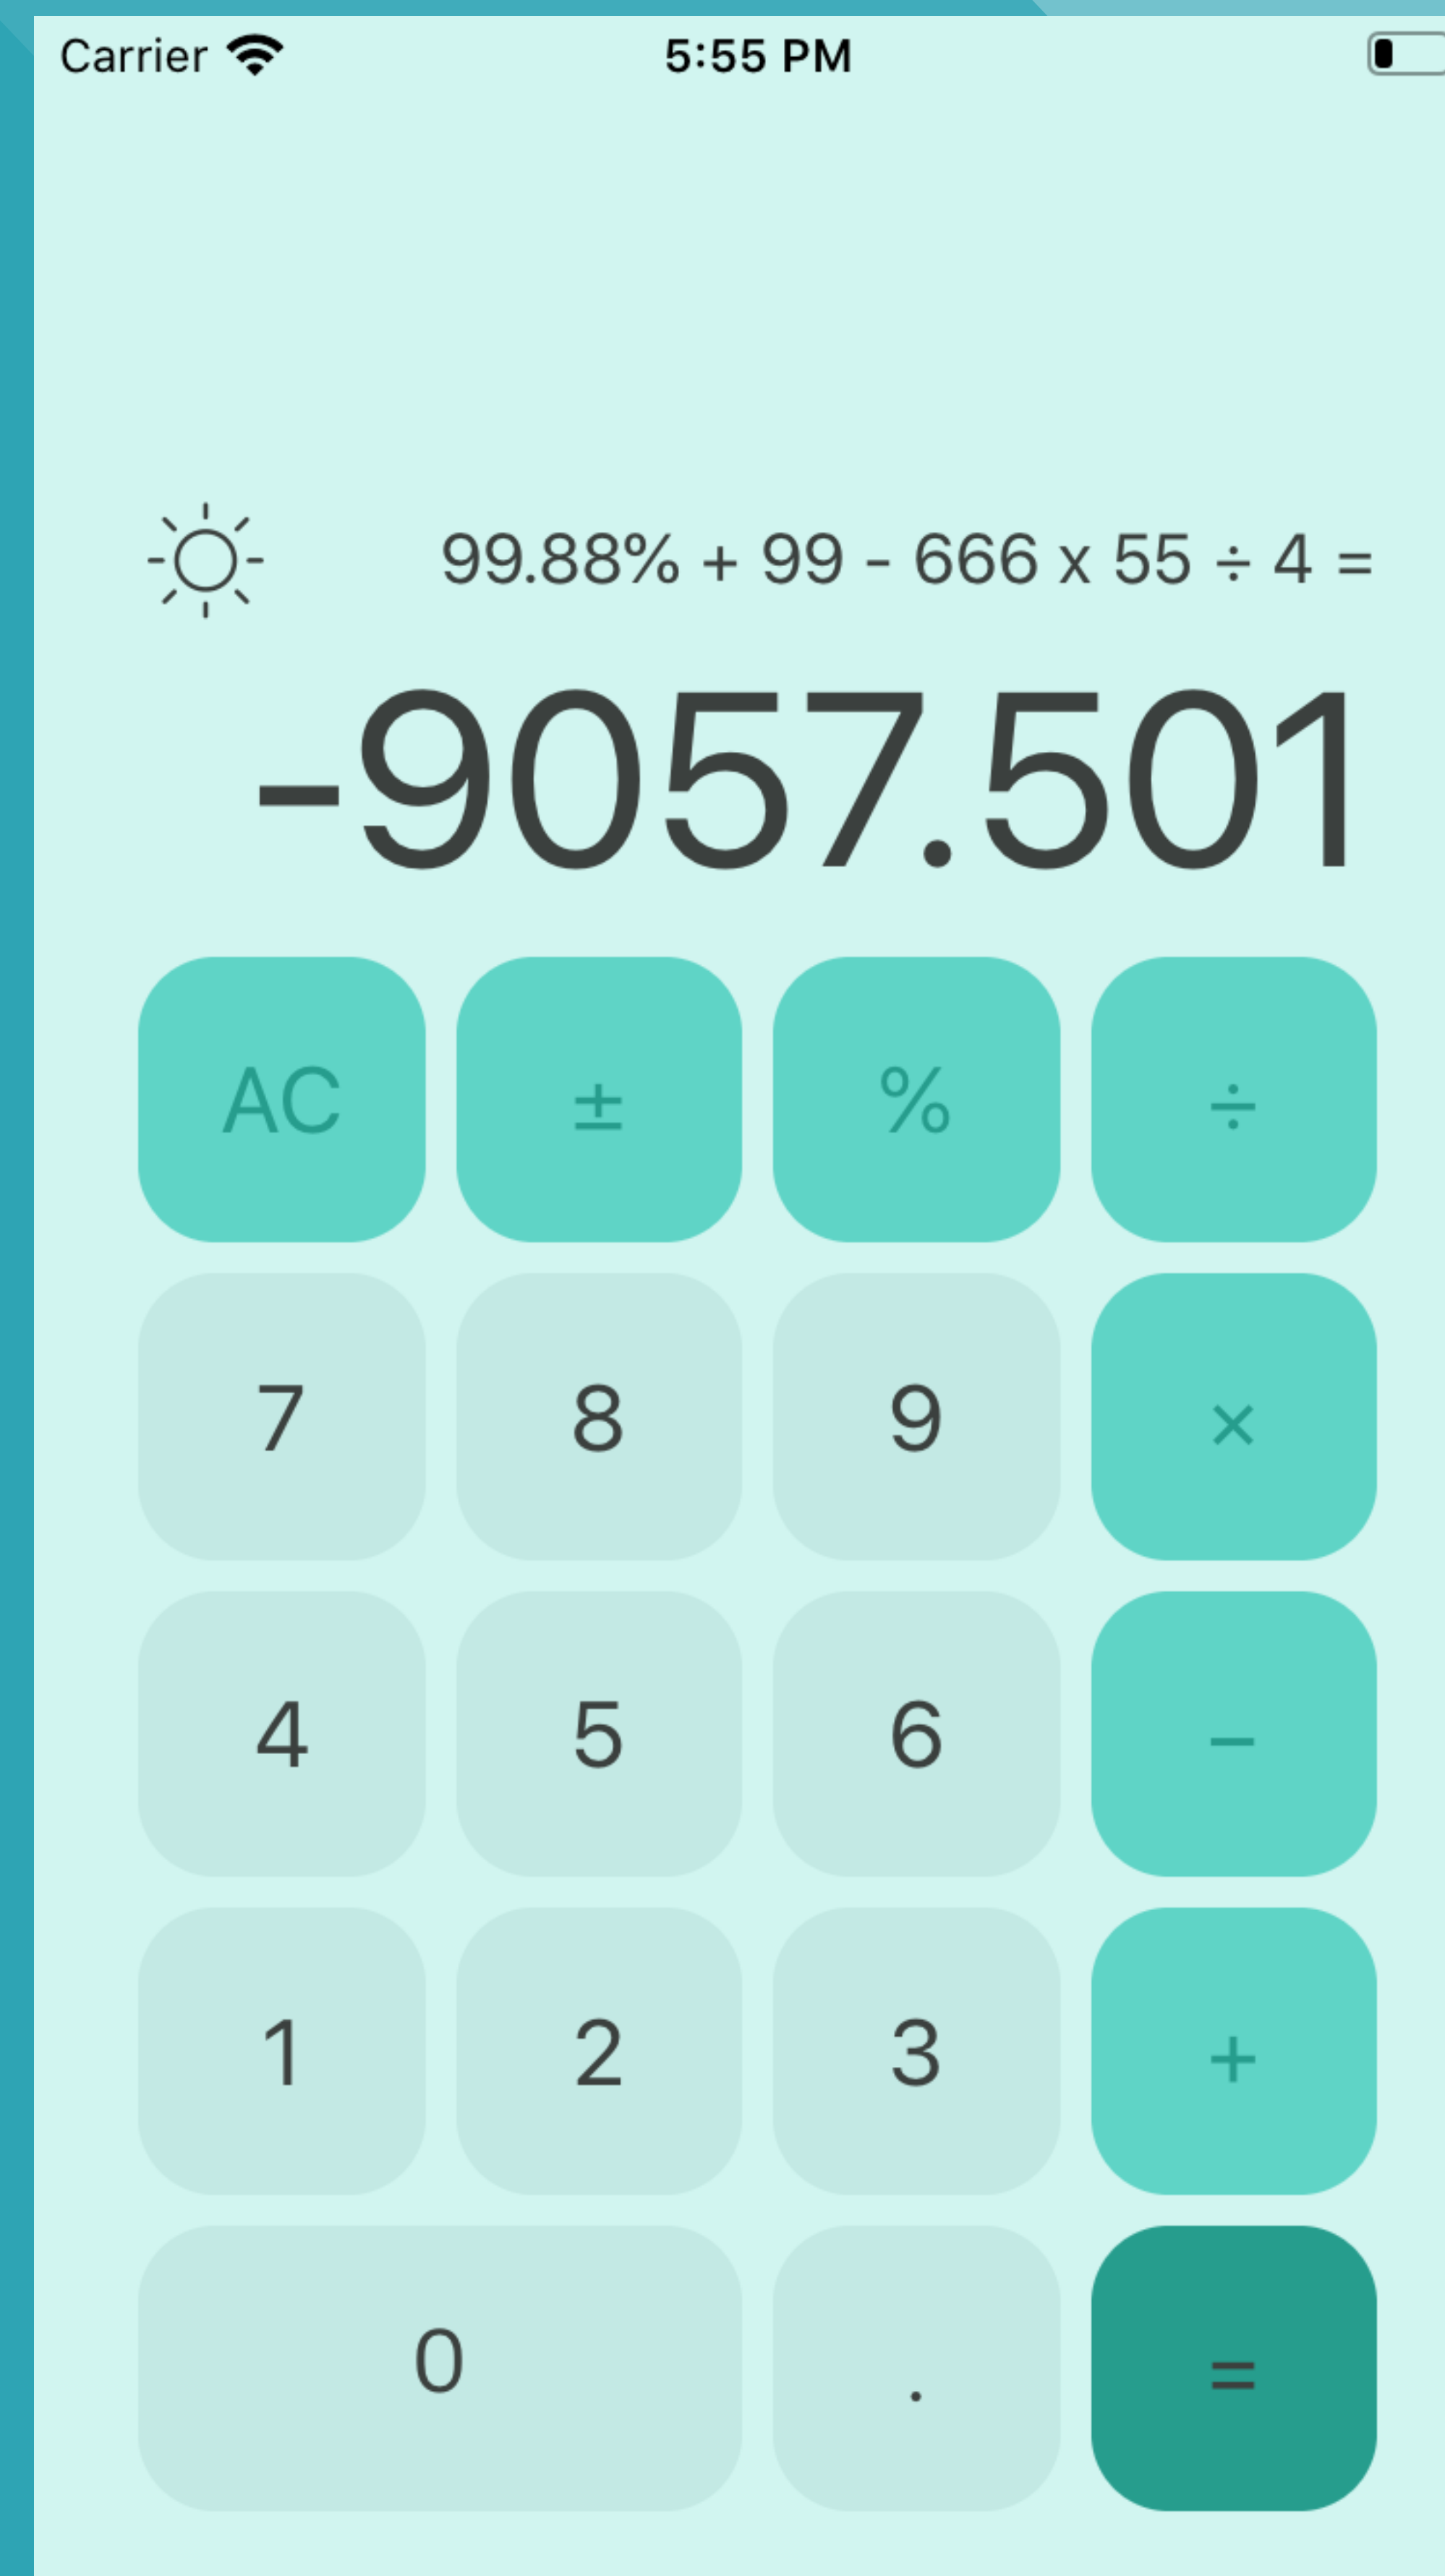 Carrier 5:55 PM
99.88% + 99 - 666 x 55 ÷ 4 =
-9057.501
AC ± % ÷
7 8 9 ×
4 5 6 −
1 2 3 +
0 . =